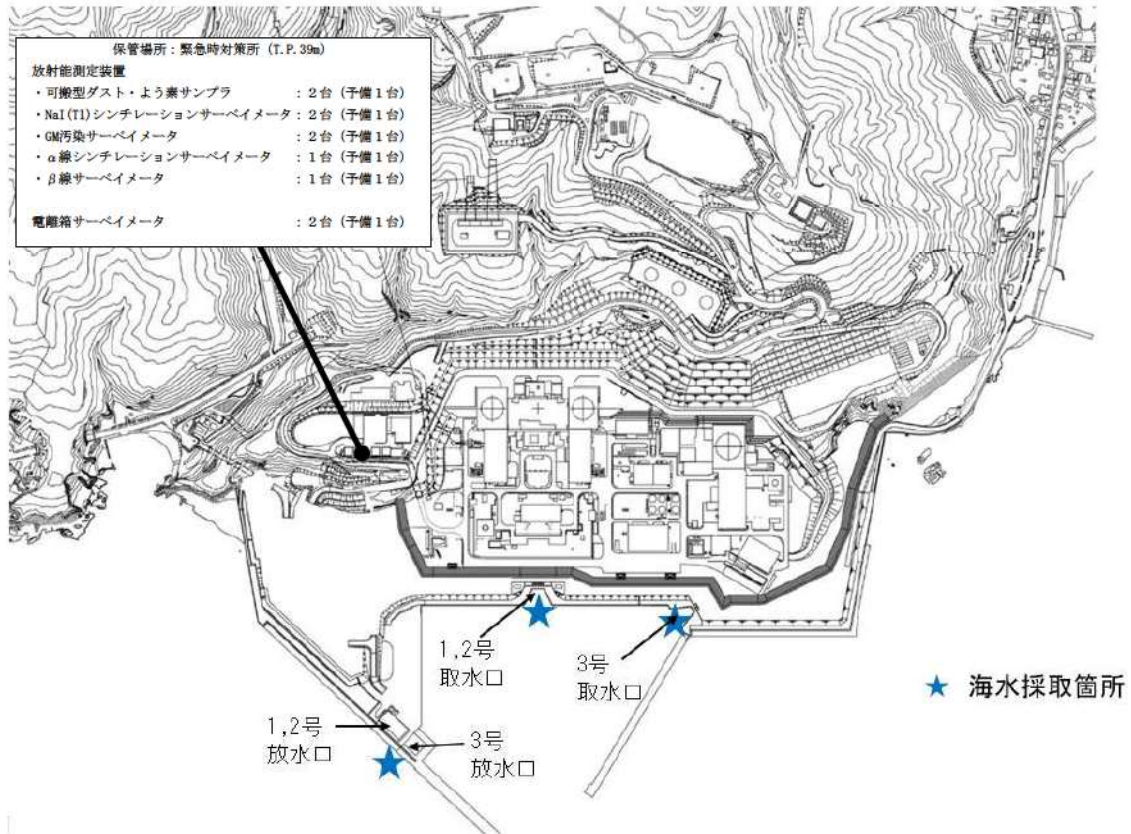 保管場所：緊急時対策所 (T.P.39m)
放射能測定装置
・可搬型ダスト・よう素サンプラ ：２台（予備１台）
・NaI(Tl)シンチレーションサーベイメータ：２台（予備１台）
・GM汚染サーベイメータ ：２台（予備１台）
・α線シンチレーションサーベイメータ ：１台（予備１台）
・β線サーベイメータ ：１台（予備１台）
電離箱サーベイメータ ：２台（予備１台）
1,2号
取水口
3号
取水口
★ 海水採取箇所
1,2号
放水口
3号
放水口